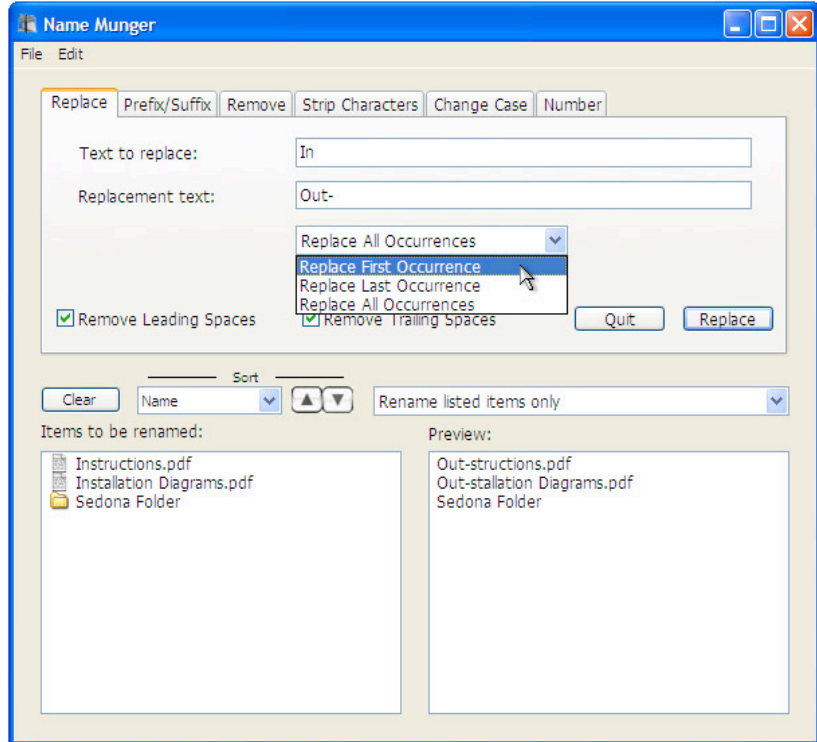 Name Munger
File Edit
Replace Prefix/Suffix Remove Strip Characters Change Case Number
Text to replace: In
Replacement text: Out-
Replace All Occurrences
Replace First Occurrence
Replace Last Occurrence
Replace All Occurrences
Remove Leading Spaces Remove Trailing Spaces Quit Replace
Sort
Clear Name Rename listed items only
Items to be renamed: Preview:
Instructions.pdf Out-structions.pdf
Installation Diagrams.pdf Out-stallation Diagrams.pdf
Sedona Folder Sedona Folder